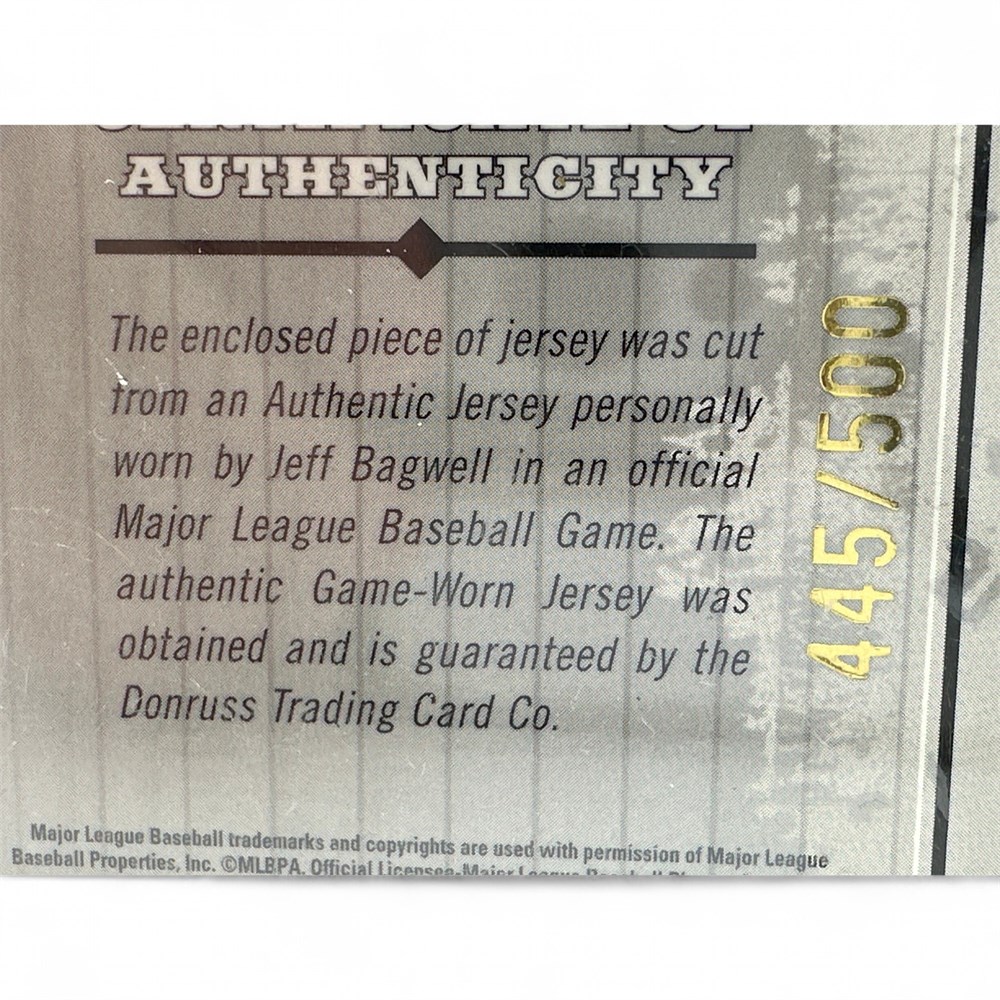 AUTHENTICITY
The enclosed piece of jersey was cut
from an Authentic Jersey personally
worn by Jeff Bagwell in an official
Major League Baseball Game. The
authentic Game-Worn Jersey was
obtained and is guaranteed by the
Donruss Trading Card Co.
445/500
Major League Baseball trademarks and copyrights are used with permission of Major League
Baseball Properties, Inc. ©MLBPA. Official Licensee-Major League